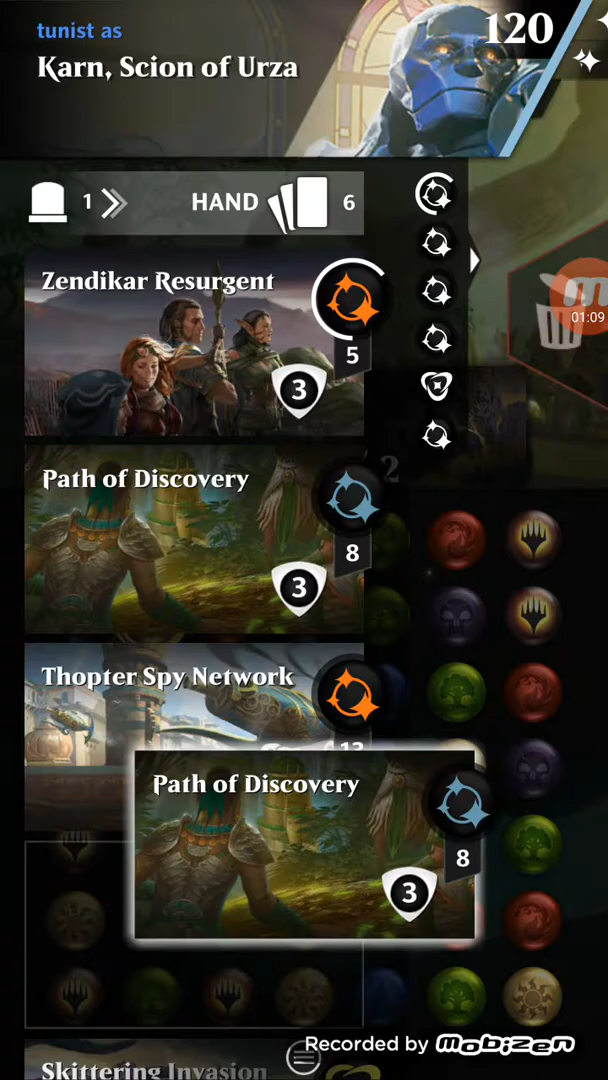 tunist as
120
Karn, Scion of Urza
1
HAND
6
01:09
Zendikar Resurgent
5
3
2
Path of Discovery
8
3
Thopter Spy Network
Path of Discovery
8
3
Recorded by mobizen
Skittering Invasion